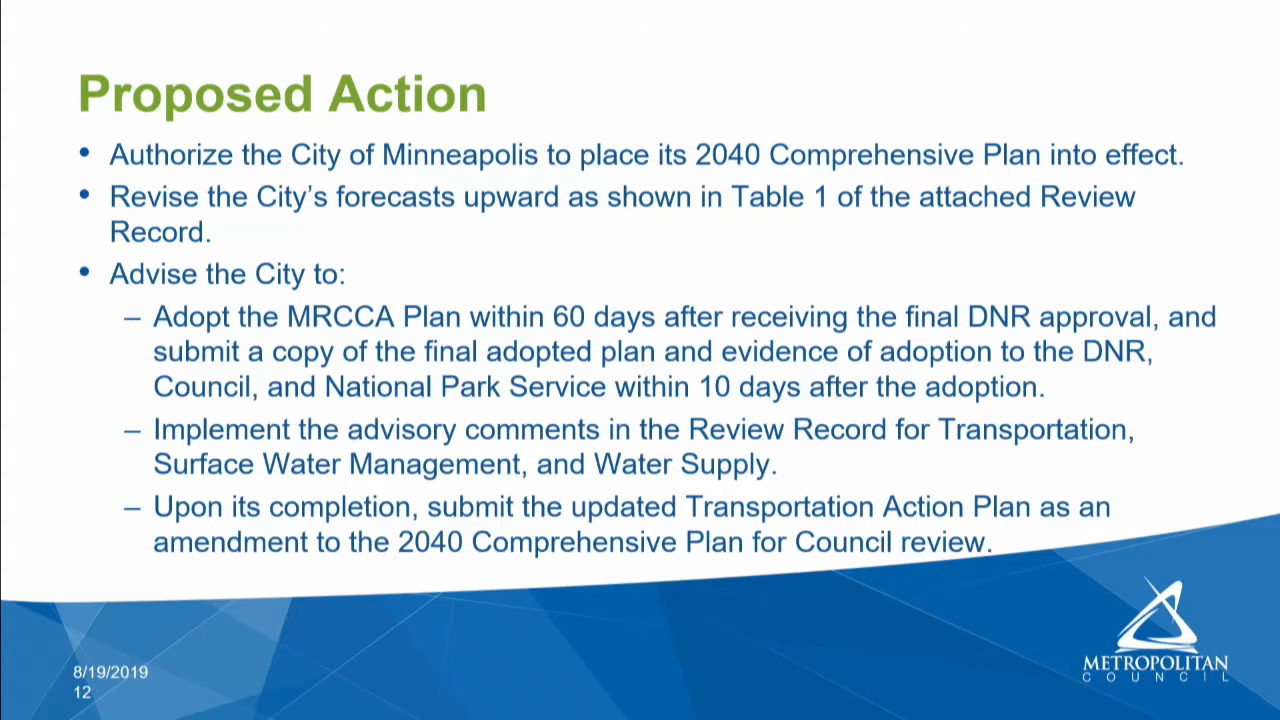 Proposed Action
• Authorize the City of Minneapolis to place its 2040 Comprehensive Plan into effect.
• Revise the City’s forecasts upward as shown in Table 1 of the attached Review
Record.
• Advise the City to:
– Adopt the MRCCA Plan within 60 days after receiving the final DNR approval, and
submit a copy of the final adopted plan and evidence of adoption to the DNR,
Council, and National Park Service within 10 days after the adoption.
– Implement the advisory comments in the Review Record for Transportation,
Surface Water Management, and Water Supply.
– Upon its completion, submit the updated Transportation Action Plan as an
amendment to the 2040 Comprehensive Plan for Council review.
8/19/2019
12
METROPOLITAN
COUNCIL